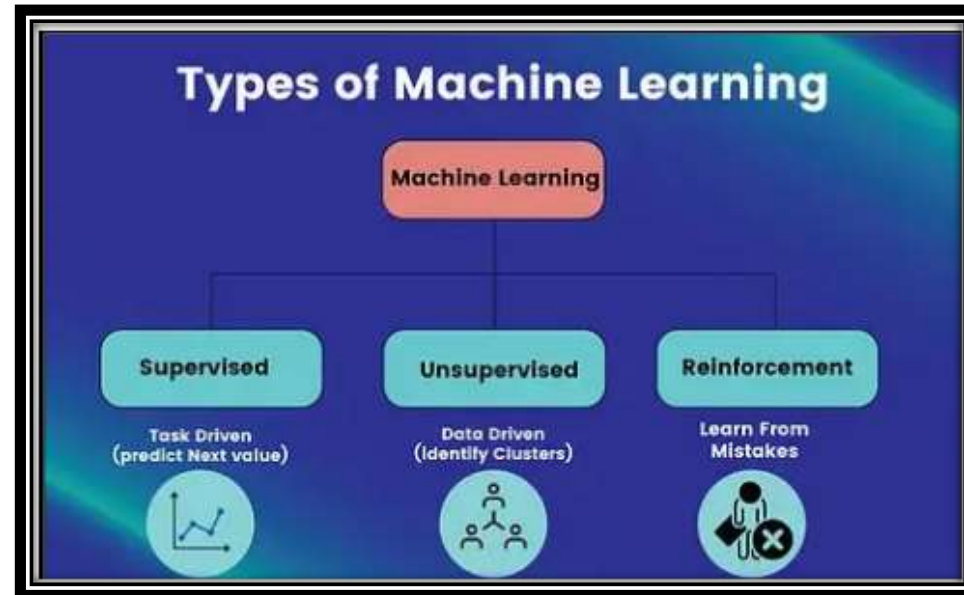 Types of Machine Learning
Machine Learning
Supervised
Unsupervised
Reinforcement
Task Driven
(predict Next value)
Data Driven
(Identify Clusters)
Learn From
Mistakes